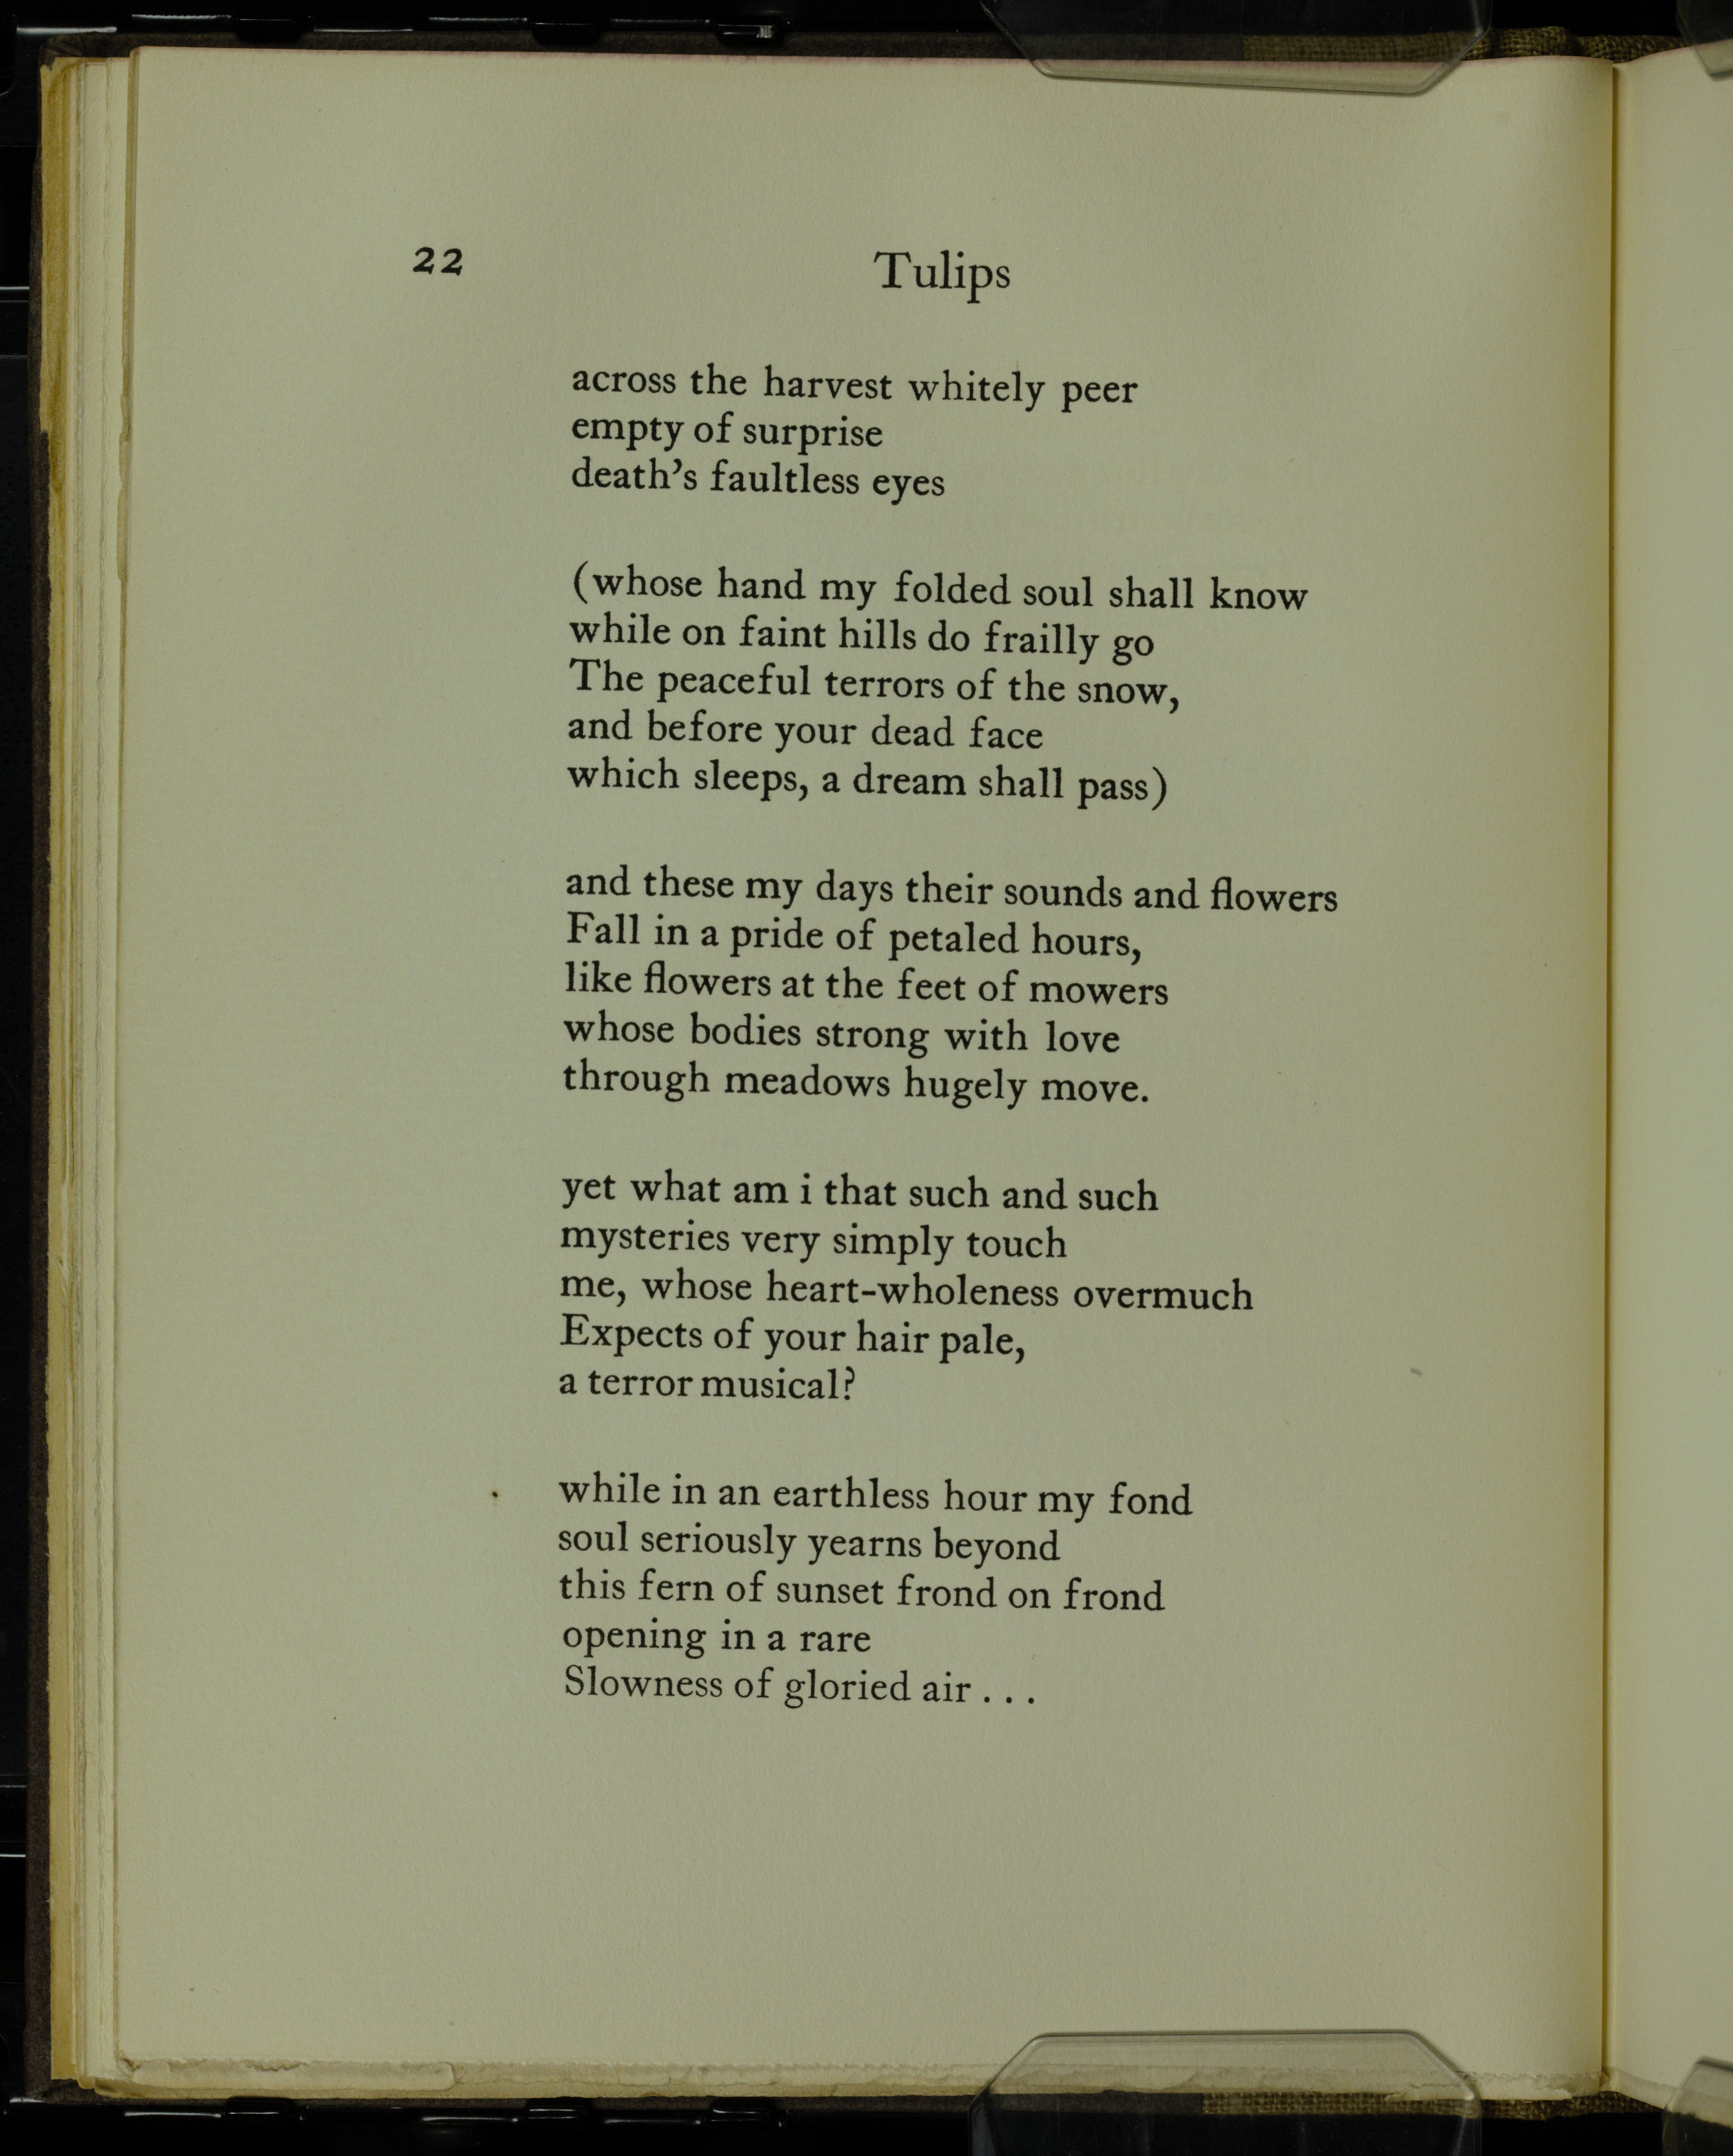 22
Tulips
across the harvest whitely peer
empty of surprise
death’s faultless eyes
(whose hand my folded soul shall know
while on faint hills do frailly go
The peaceful terrors of the snow,
and before your dead face
which sleeps, a dream shall pass)
and these my days their sounds and flowers
Fall in a pride of petaled hours,
like flowers at the feet of mowers
whose bodies strong with love
through meadows hugely move.
yet what am i that such and such
mysteries very simply touch
me, whose heart-wholeness overmuch
Expects of your hair pale,
a terror musical?
while in an earthless hour my fond
soul seriously yearns beyond
this fern of sunset frond on frond
opening in a rare
Slowness of gloried air . . .